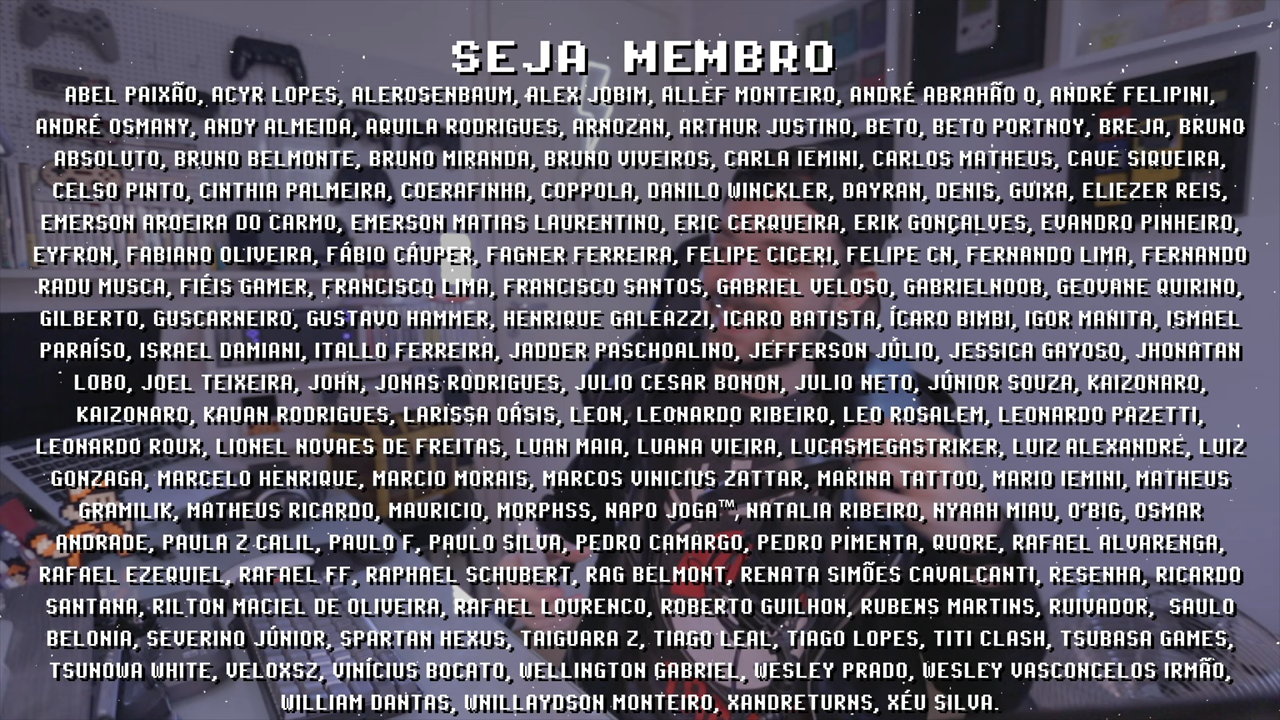 SEJA MEMBRO
ABEL PAIXÃO, ACYR LOPES, ALEROSENBAUM, ALEX JOBIM, ALLEF MONTEIRO, ANDRÉ ABRAHÃO O, ANDRÉ FELIPINI,
ANDRÉ OSMANY, ANDY ALMEIDA, AQUILA RODRIGUES, ARNOZAN, ARTHUR JUSTINO, BETO, BETO PORTNOY, BREJA, BRUNO
ABSOLUTO, BRUNO BELMONTE, BRUNO MIRANDA, BRUNO VIVEIROS, CARLA IEMINI, CARLOS MATHEUS, CAUE SIQUEIRA,
CELSO PINTO, CINTHIA PALMEIRA, COERAFINHA, COPPOLA, DANILO WINCKLER, DAYRAN, DENIS, GUIXA, ELIEZER REIS,
EMERSON AROEIRA DO CARMO, EMERSON MATIAS LAURENTINO, ERIC CERQUEIRA, ERIK GONÇALVES, EVANDRO PINHEIRO,
EYFRON, FABIANO OLIVEIRA, FÁBIO CÁUPER, FAGNER FERREIRA, FELIPE CICERI, FELIPE CN, FERNANDO LIMA, FERNANDO
RADU MUSCA, FIÉIS GAMER, FRANCISCO LIMA, FRANCISCO SANTOS, GABRIEL VELOSO, GABRIELNOOB, GEOVANE QUIRINO,
GILBERTO, GUSCARNEIRO, GUSTAVO HAMMER, HENRIQUE GALEAZZI, ICARO BATISTA, ÍCARO BIMBI, IGOR MANITA, ISMAEL
PARAÍSO, ISRAEL DAMIANI, ITALLO FERREIRA, JADDER PASCHOALINO, JEFFERSON JÚLIO, JESSICA GAYOSO, JHONATAN
LOBO, JOEL TEIXEIRA, JOHN, JONAS RODRIGUES, JULIO CESAR BONON, JULIO NETO, JÚNIOR SOUZA, KAIZONARO,
KAIZONARO, KAUAN RODRIGUES, LARISSA OÁSIS, LEON, LEONARDO RIBEIRO, LEO ROSALEM, LEONARDO PAZETTI,
LEONARDO ROUX, LIONEL NOVAES DE FREITAS, LUAN MAIA, LUANA VIEIRA, LUCASMEGASTRIKER, LUIZ ALEXANDRE, LUIZ
GONZAGA, MARCELO HENRIQUE, MARCIO MORAIS, MARCOS VINICIUS ZATTAR, MARINA TATTOO, MARIO IEMINI, MATHEUS
GRAMILIK, MATHEUS RICARDO, MAURICIO, MORPHSS, NAPO JOGA™, NATALIA RIBEIRO, NYAAH MIAU, O'BIG, OSMAR
ANDRADE, PAULA Z CALIL, PAULO F, PAULO SILVA, PEDRO CAMARGO, PEDRO PIMENTA, QUORE, RAFAEL ALVARENGA,
RAFAEL EZEQUIEL, RAFAEL FF, RAPHAEL SCHUBERT, RAG BELMONT, RENATA SIMÕES CAVALCANTI, RESENHA, RICARDO
SANTANA, RILTON MACIEL DE OLIVEIRA, RAFAEL LOURENCO, ROBERTO GUILHON, RUBENS MARTINS, RUIVADOR, SAULO
BELONIA, SEVERINO JÚNIOR, SPARTAN HEXUS, TAIGUARA Z, TIAGO LEAL, TIAGO LOPES, TITI CLASH, TSUBASA GAMES,
TSUNOWA WHITE, VELOXSZ, VINÍCIUS BOCATO, WELLINGTON GABRIEL, WESLEY PRADO, WESLEY VASCONCELOS IRMÃO,
WILLIAM DANTAS, WNILLAYDSON MONTEIRO, XANDRETURNS, XÉU SILVA.